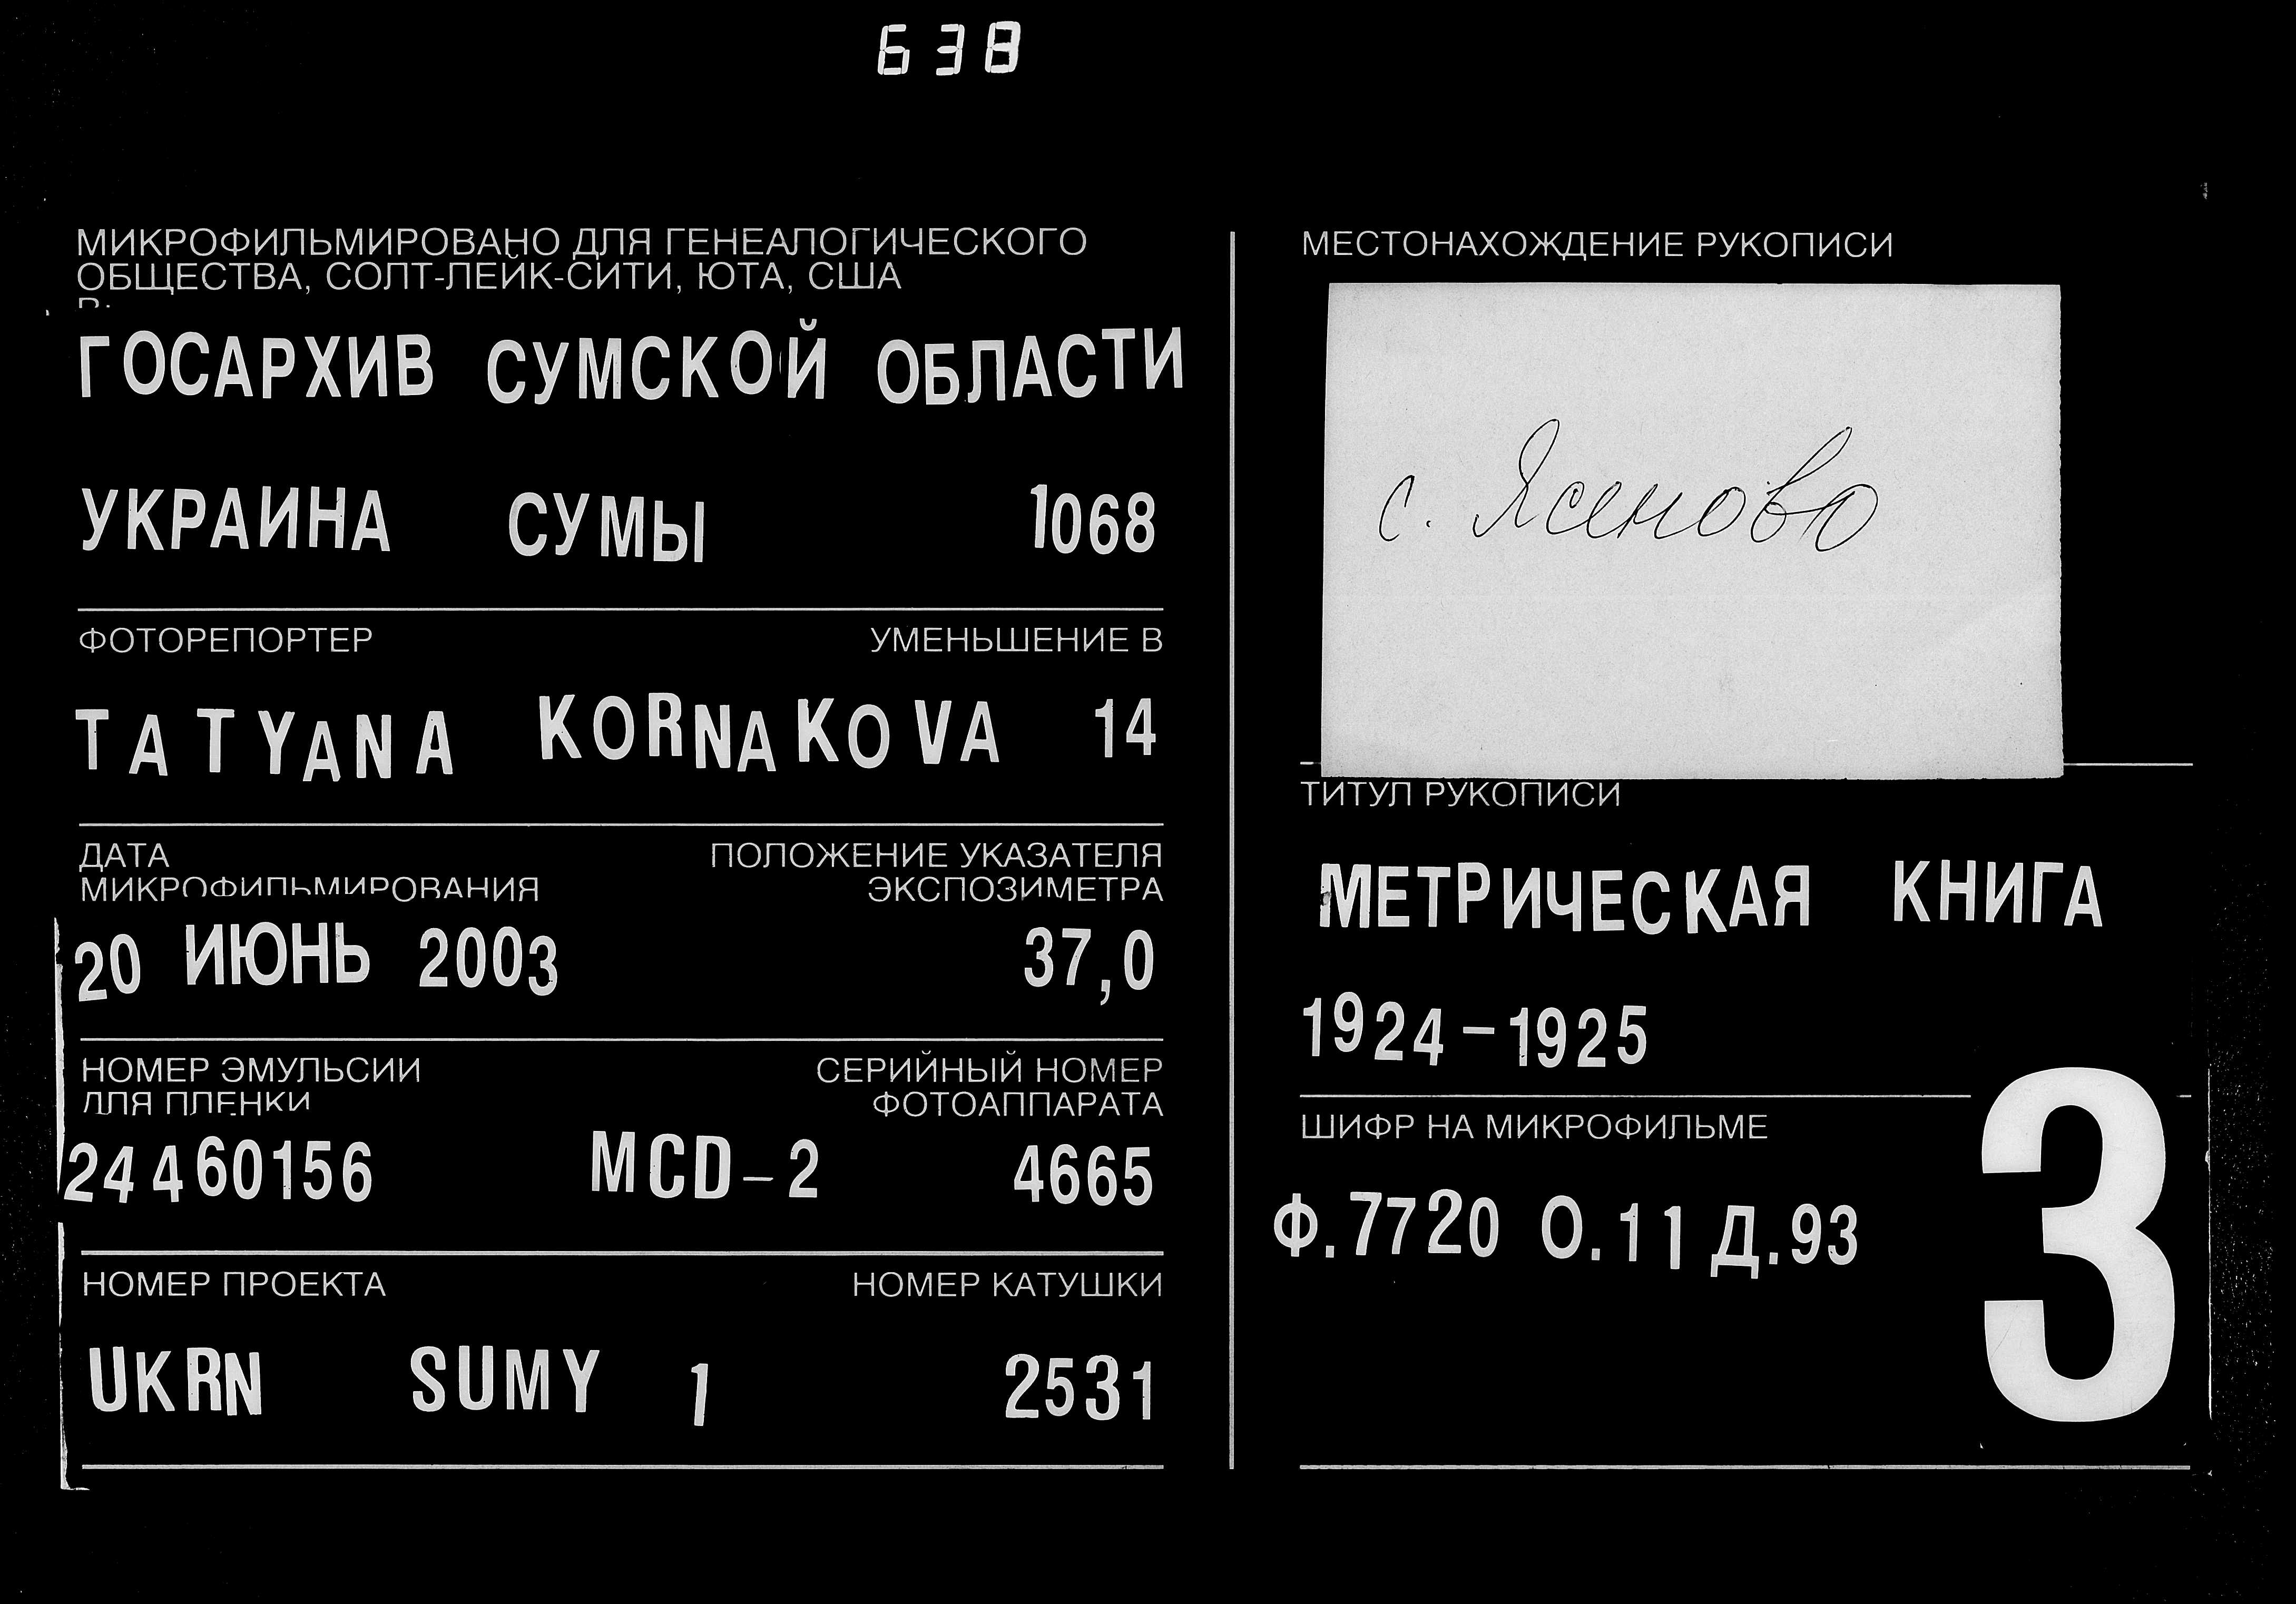 638
МИКРОФИЛЬМИРОВАНО ДЛЯ ГЕНЕАЛОГИЧЕСКОГО
ОБЩЕСТВА, СОЛТ-ЛЕЙК-СИТИ, ЮТА, США
ГОСАРХИВ СУМСКОЙ ОБЛАСТИ
УКРАИНА СУМЫ 1068
ФОТОРЕПОРТЕР УМЕНЬШЕНИЕ В
TATYANA KORNAKOVA 14
ДАТА ПОЛОЖЕНИЕ УКАЗАТЕЛЯ
МИКРОФИЛЬМИРОВАНИЯ ЭКСПОЗИМЕТРА
20 ИЮНЬ 2003 37,0
НОМЕР ЭМУЛЬСИИ СЕРИЙНЫЙ НОМЕР
ДЛЯ ПЛЕНКИ ФОТОАППАРАТА
24460156 MCD-2 4665
НОМЕР ПРОЕКТА НОМЕР КАТУШКИ
UKRN SUMY 1 2531
МЕСТОНАХОЖДЕНИЕ РУКОПИСИ
с. Ясеново
ТИТУЛ РУКОПИСИ
МЕТРИЧЕСКАЯ КНИГА
1924-1925
ШИФР НА МИКРОФИЛЬМЕ
Ф.7720 О.11 Д.93
3